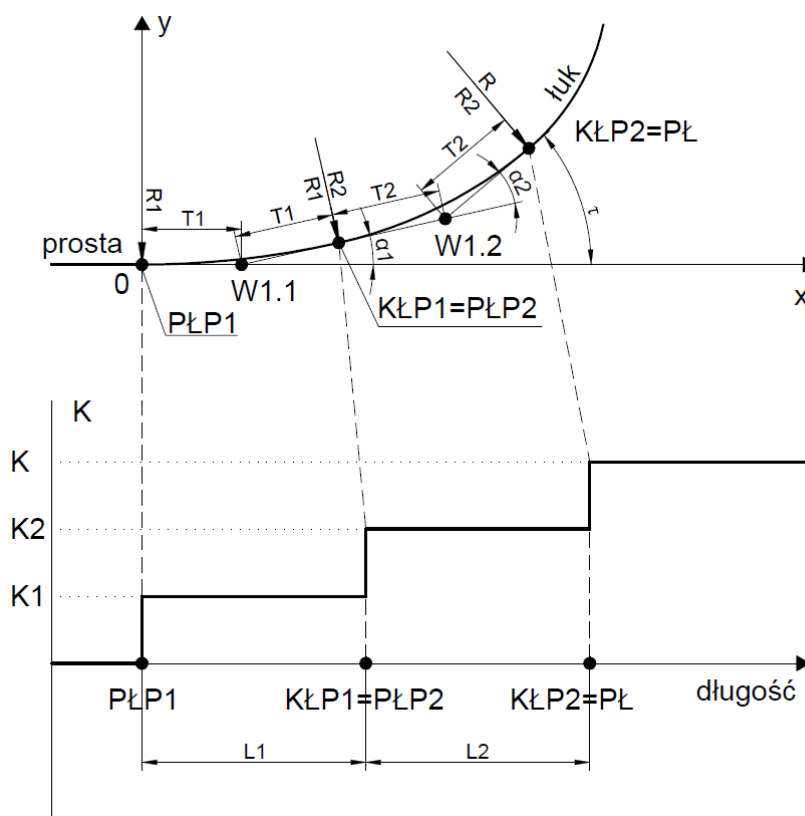 y
R
łuk
R2
KŁP2=PŁ
T2
R2
R1
T2
α2
R1
T1
T1
α1
τ
prosta
W1.2
0
W1.1
x
PŁP1
KŁP1=PŁP2
K
K
K2
K1
długość
PŁP1
KŁP1=PŁP2
KŁP2=PŁ
L1
L2